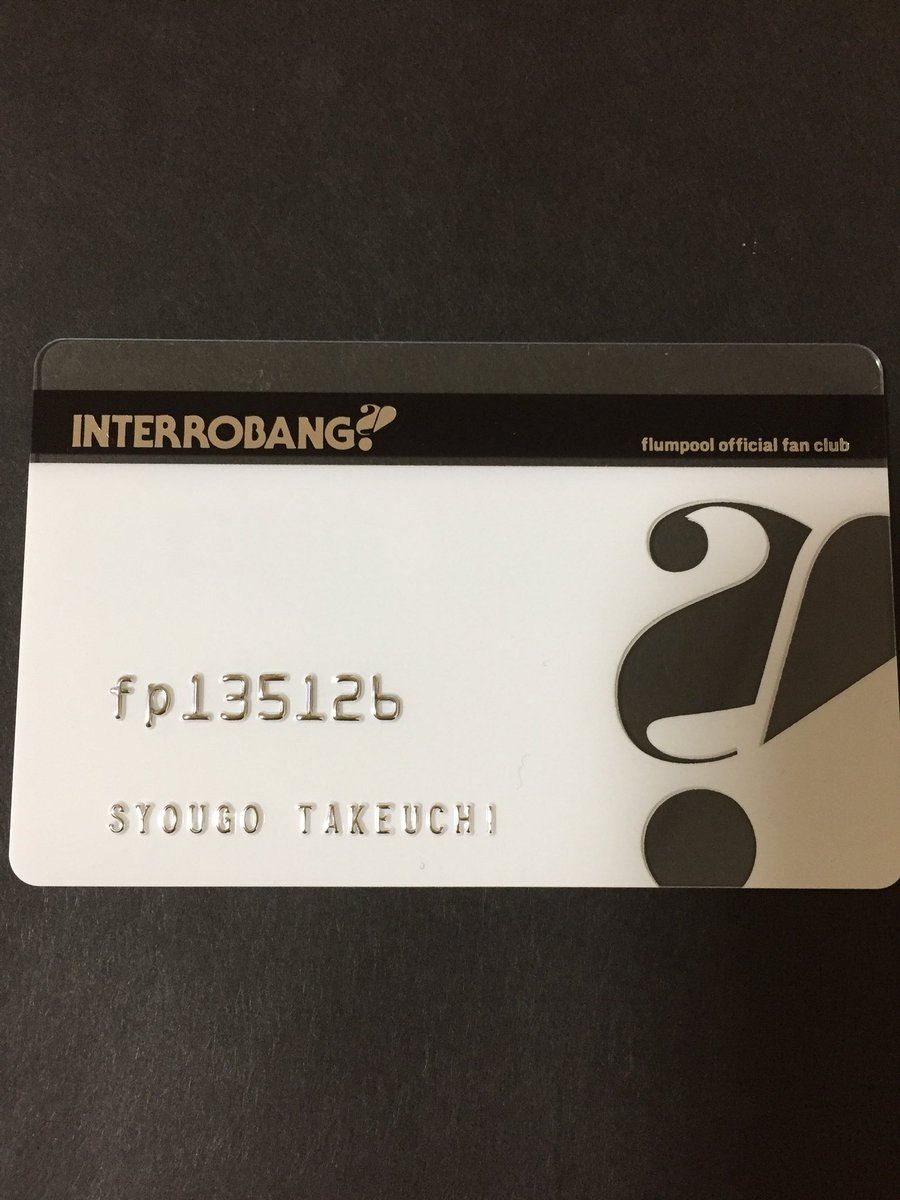 INTERROBANG‽
flumpool official fan club
fp135126
SYOUGO TAKEUCHI